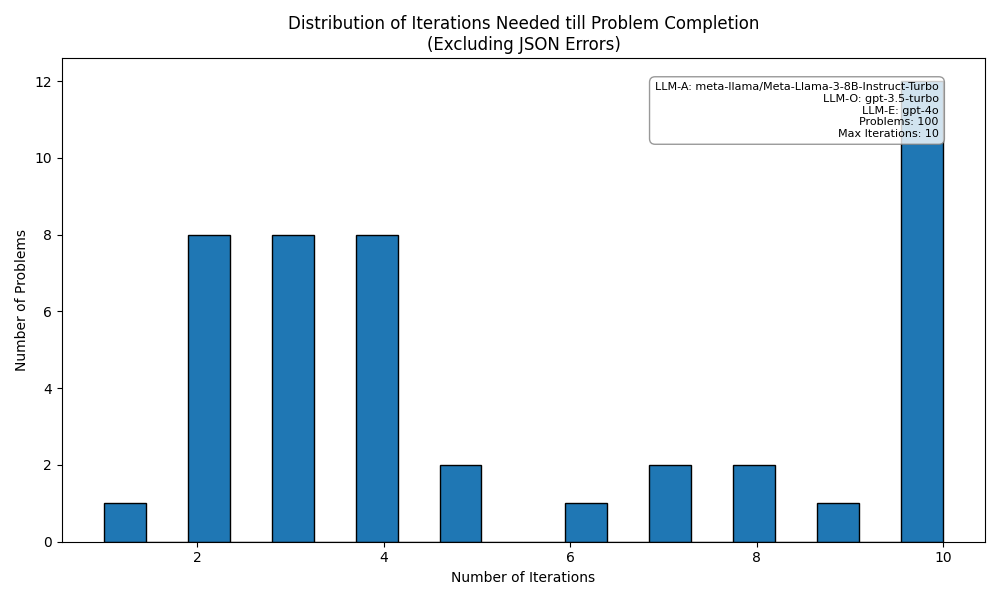 Distribution of Iterations Needed till Problem Completion
(Excluding JSON Errors)
LLM-A: meta-llama/Meta-Llama-3-8B-Instruct-Turbo
LLM-O: gpt-3.5-turbo
LLM-E: gpt-4o
Problems: 100
Max Iterations: 10
Number of Problems
12
10
8
6
4
2
0
2 4 6 8 10
Number of Iterations